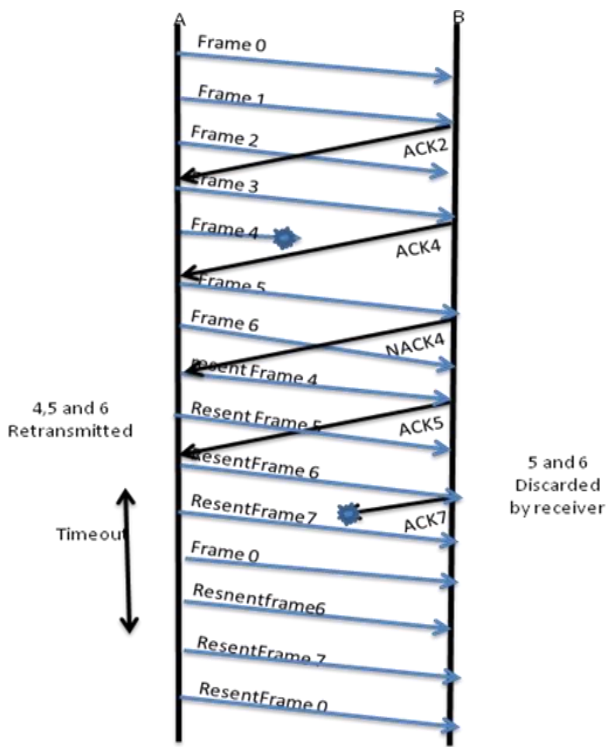 A
B
Frame 0
Frame 1
Frame 2
ACK2
Frame 3
Frame 4
ACK4
Frame 5
Frame 6
NACK4
resent Frame 4
4,5 and 6
Retransmitted
Resent Frame 5
ACK5
ResentFrame 6
5 and 6
Discarded
by receiver
ResentFrame7
ACK7
Timeout
Frame 0
Resnentframe6
ResentFrame 7
ResentFrame 0